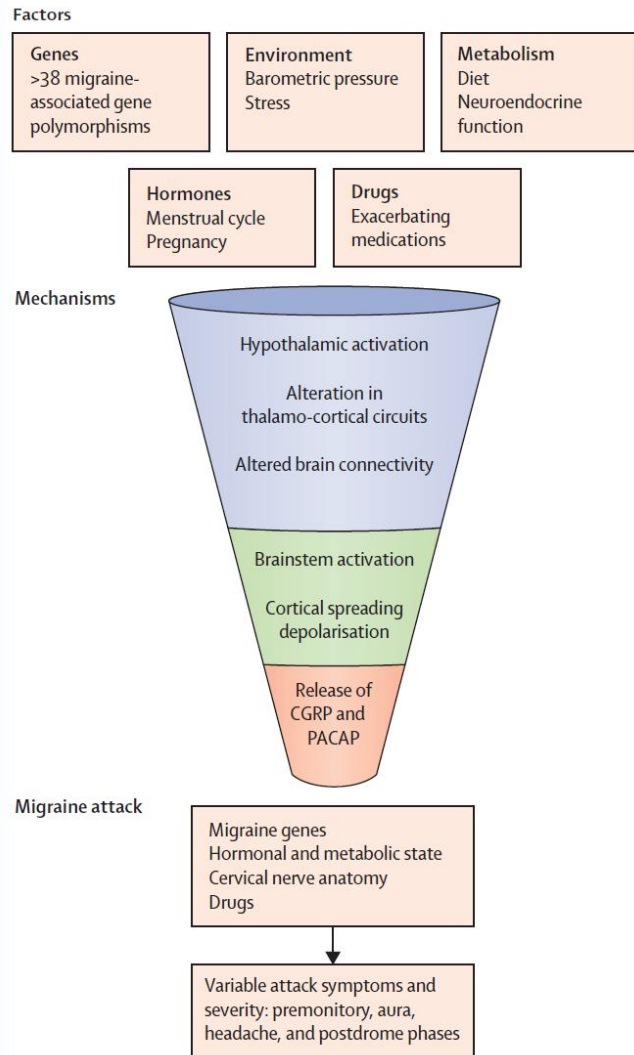 Factors
Genes
>38 migraine-
associated gene
polymorphisms
Environment
Barometric pressure
Stress
Metabolism
Diet
Neuroendocrine
function
Hormones
Menstrual cycle
Pregnancy
Drugs
Exacerbating
medications
Mechanisms
Hypothalamic activation
Alteration in
thalamo-cortical circuits
Altered brain connectivity
Brainstem activation
Cortical spreading
depolarisation
Release of
CGRP and
PACAP
Migraine attack
Migraine genes
Hormonal and metabolic state
Cervical nerve anatomy
Drugs
Variable attack symptoms and
severity: premonitory, aura,
headache, and postdrome phases